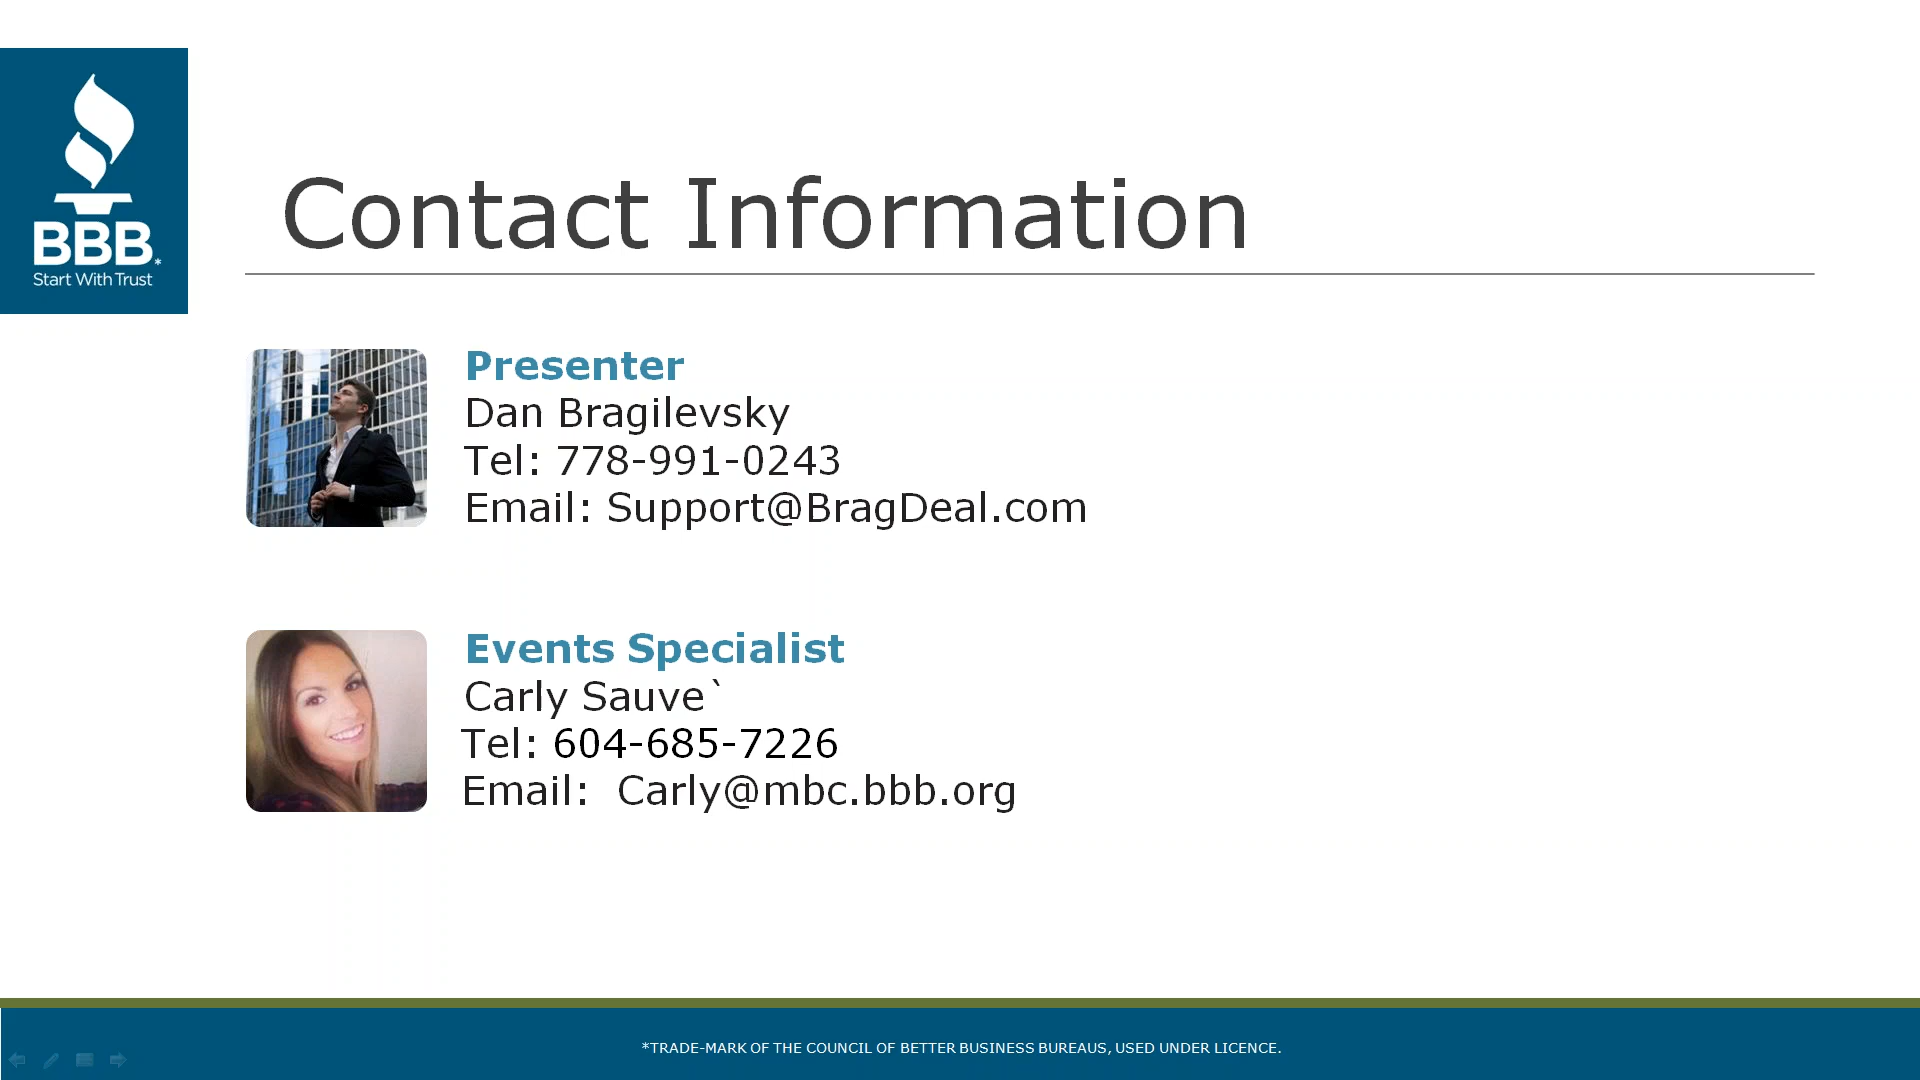 BBB.*
Start With Trust
Contact Information
Presenter
Dan Bragilevsky
Tel: 778-991-0243
Email: Support@BragDeal.com
Events Specialist
Carly Sauve`
Tel: 604-685-7226
Email:  Carly@mbc.bbb.org
*TRADE-MARK OF THE COUNCIL OF BETTER BUSINESS BUREAUS, USED UNDER LICENCE.